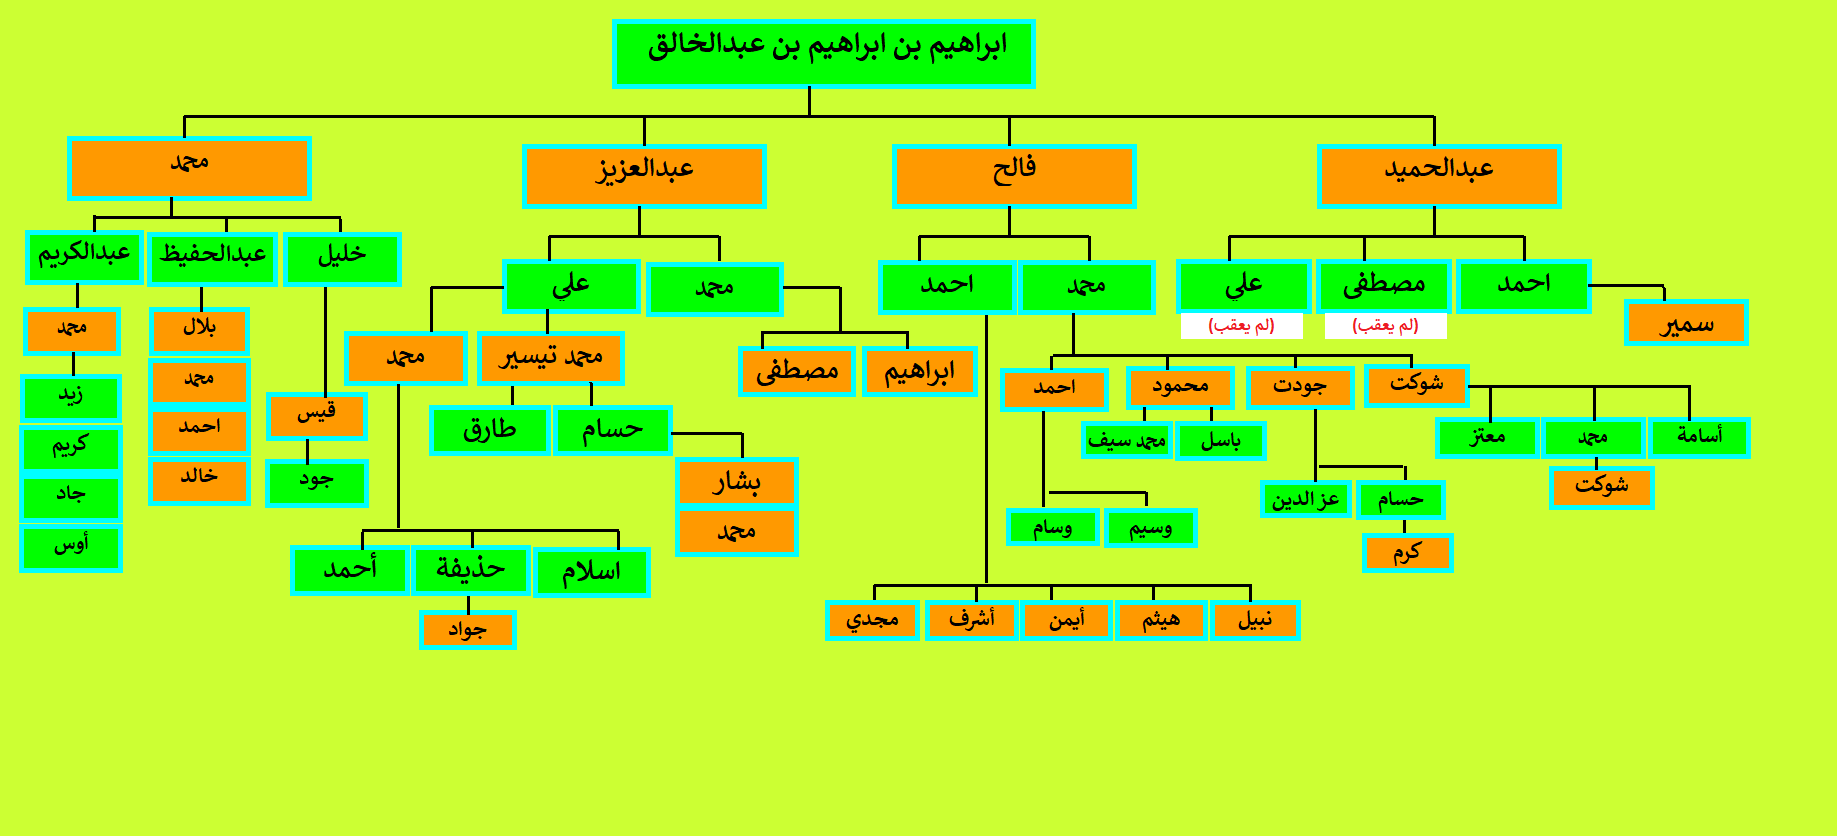 ابراهيم بن ابراهيم بن عبدالخالق
عبدالحميد
فالح
عبدالعزيز
محمد
احمد
مصطفى
(لم يعقب)
علي
(لم يعقب)
محمد
احمد
محمد
علي
خليل
عبدالحفيظ
عبدالكريم
سمير
شوكت
جودت
محمود
احمد
ابراهيم
مصطفى
محمد تيسير
محمد
قيس
بلال
محمد
احمد
خالد
محمد
أسامة
محمد
معتز
شوكت
حسام
عز الدين
كرم
باسل
محمد سيف
وسيم
وسام
نبيل
هيثم
أيمن
أشرف
مجدي
حسام
طارق
بشار
محمد
اسلام
حذيفة
أحمد
جواد
جود
زيد
كريم
جاد
أوس